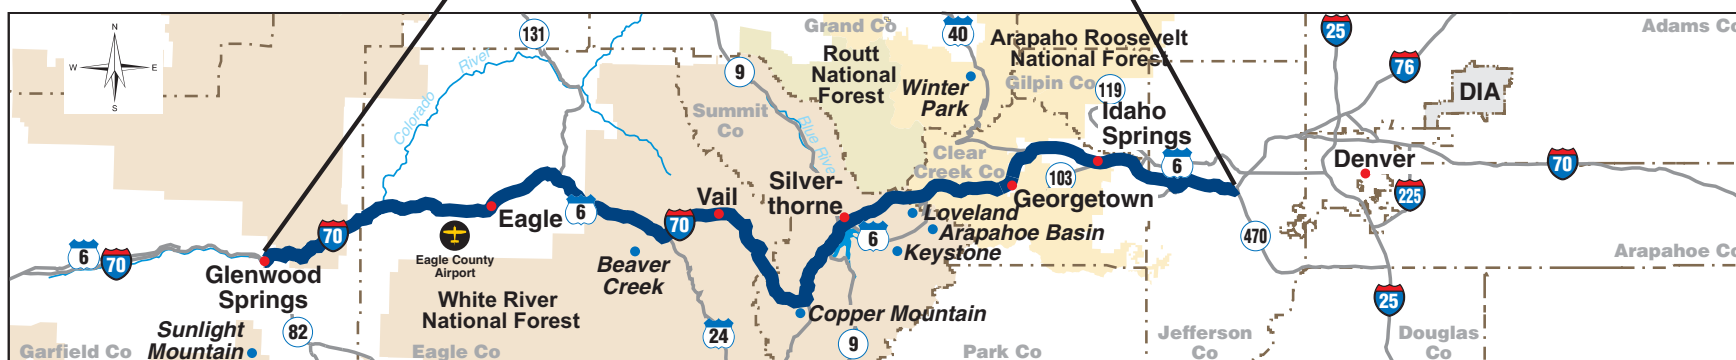 N
W
E
S
131
9
Grand Co
40
Routt
National
Forest
Arapaho Roosevelt
National Forest
Gilpin Co
119
25
76
Adams Co
DIA
River
Colorado
Summit
Co
Blue River
Winter
Park
Idaho
Springs
Clear
Creek Co
103
6
Denver
70
225
Silver-
thorne
Vail
Georgetown
Eagle
6
70
Loveland
Arapahoe Basin
Keystone
6
470
70
6
70
Glenwood
Springs
Eagle County
Airport
Beaver
Creek
White River
National Forest
Copper Mountain
Arapahoe Co
25
Sunlight
Mountain
82
24
9
Garfield Co
Eagle Co
Park Co
Jefferson
Co
Douglas
Co